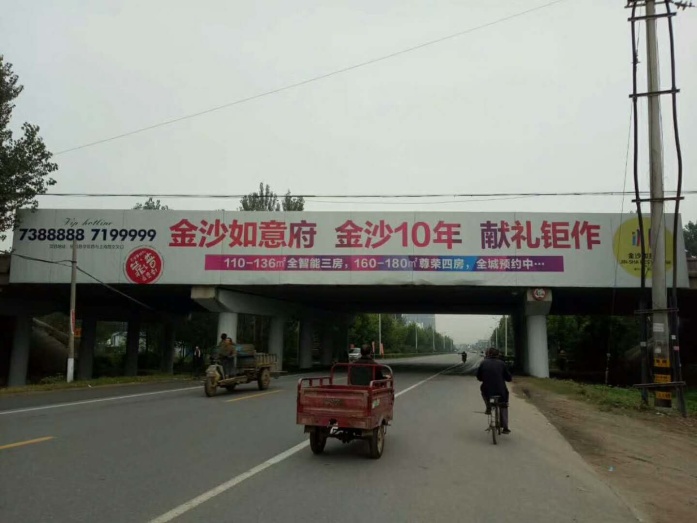 Vip hotline
7388888 7199999
金沙如意府 金沙10年 献礼钜作
110-136㎡全智能三房，160-180㎡尊荣四房，全城预约中…